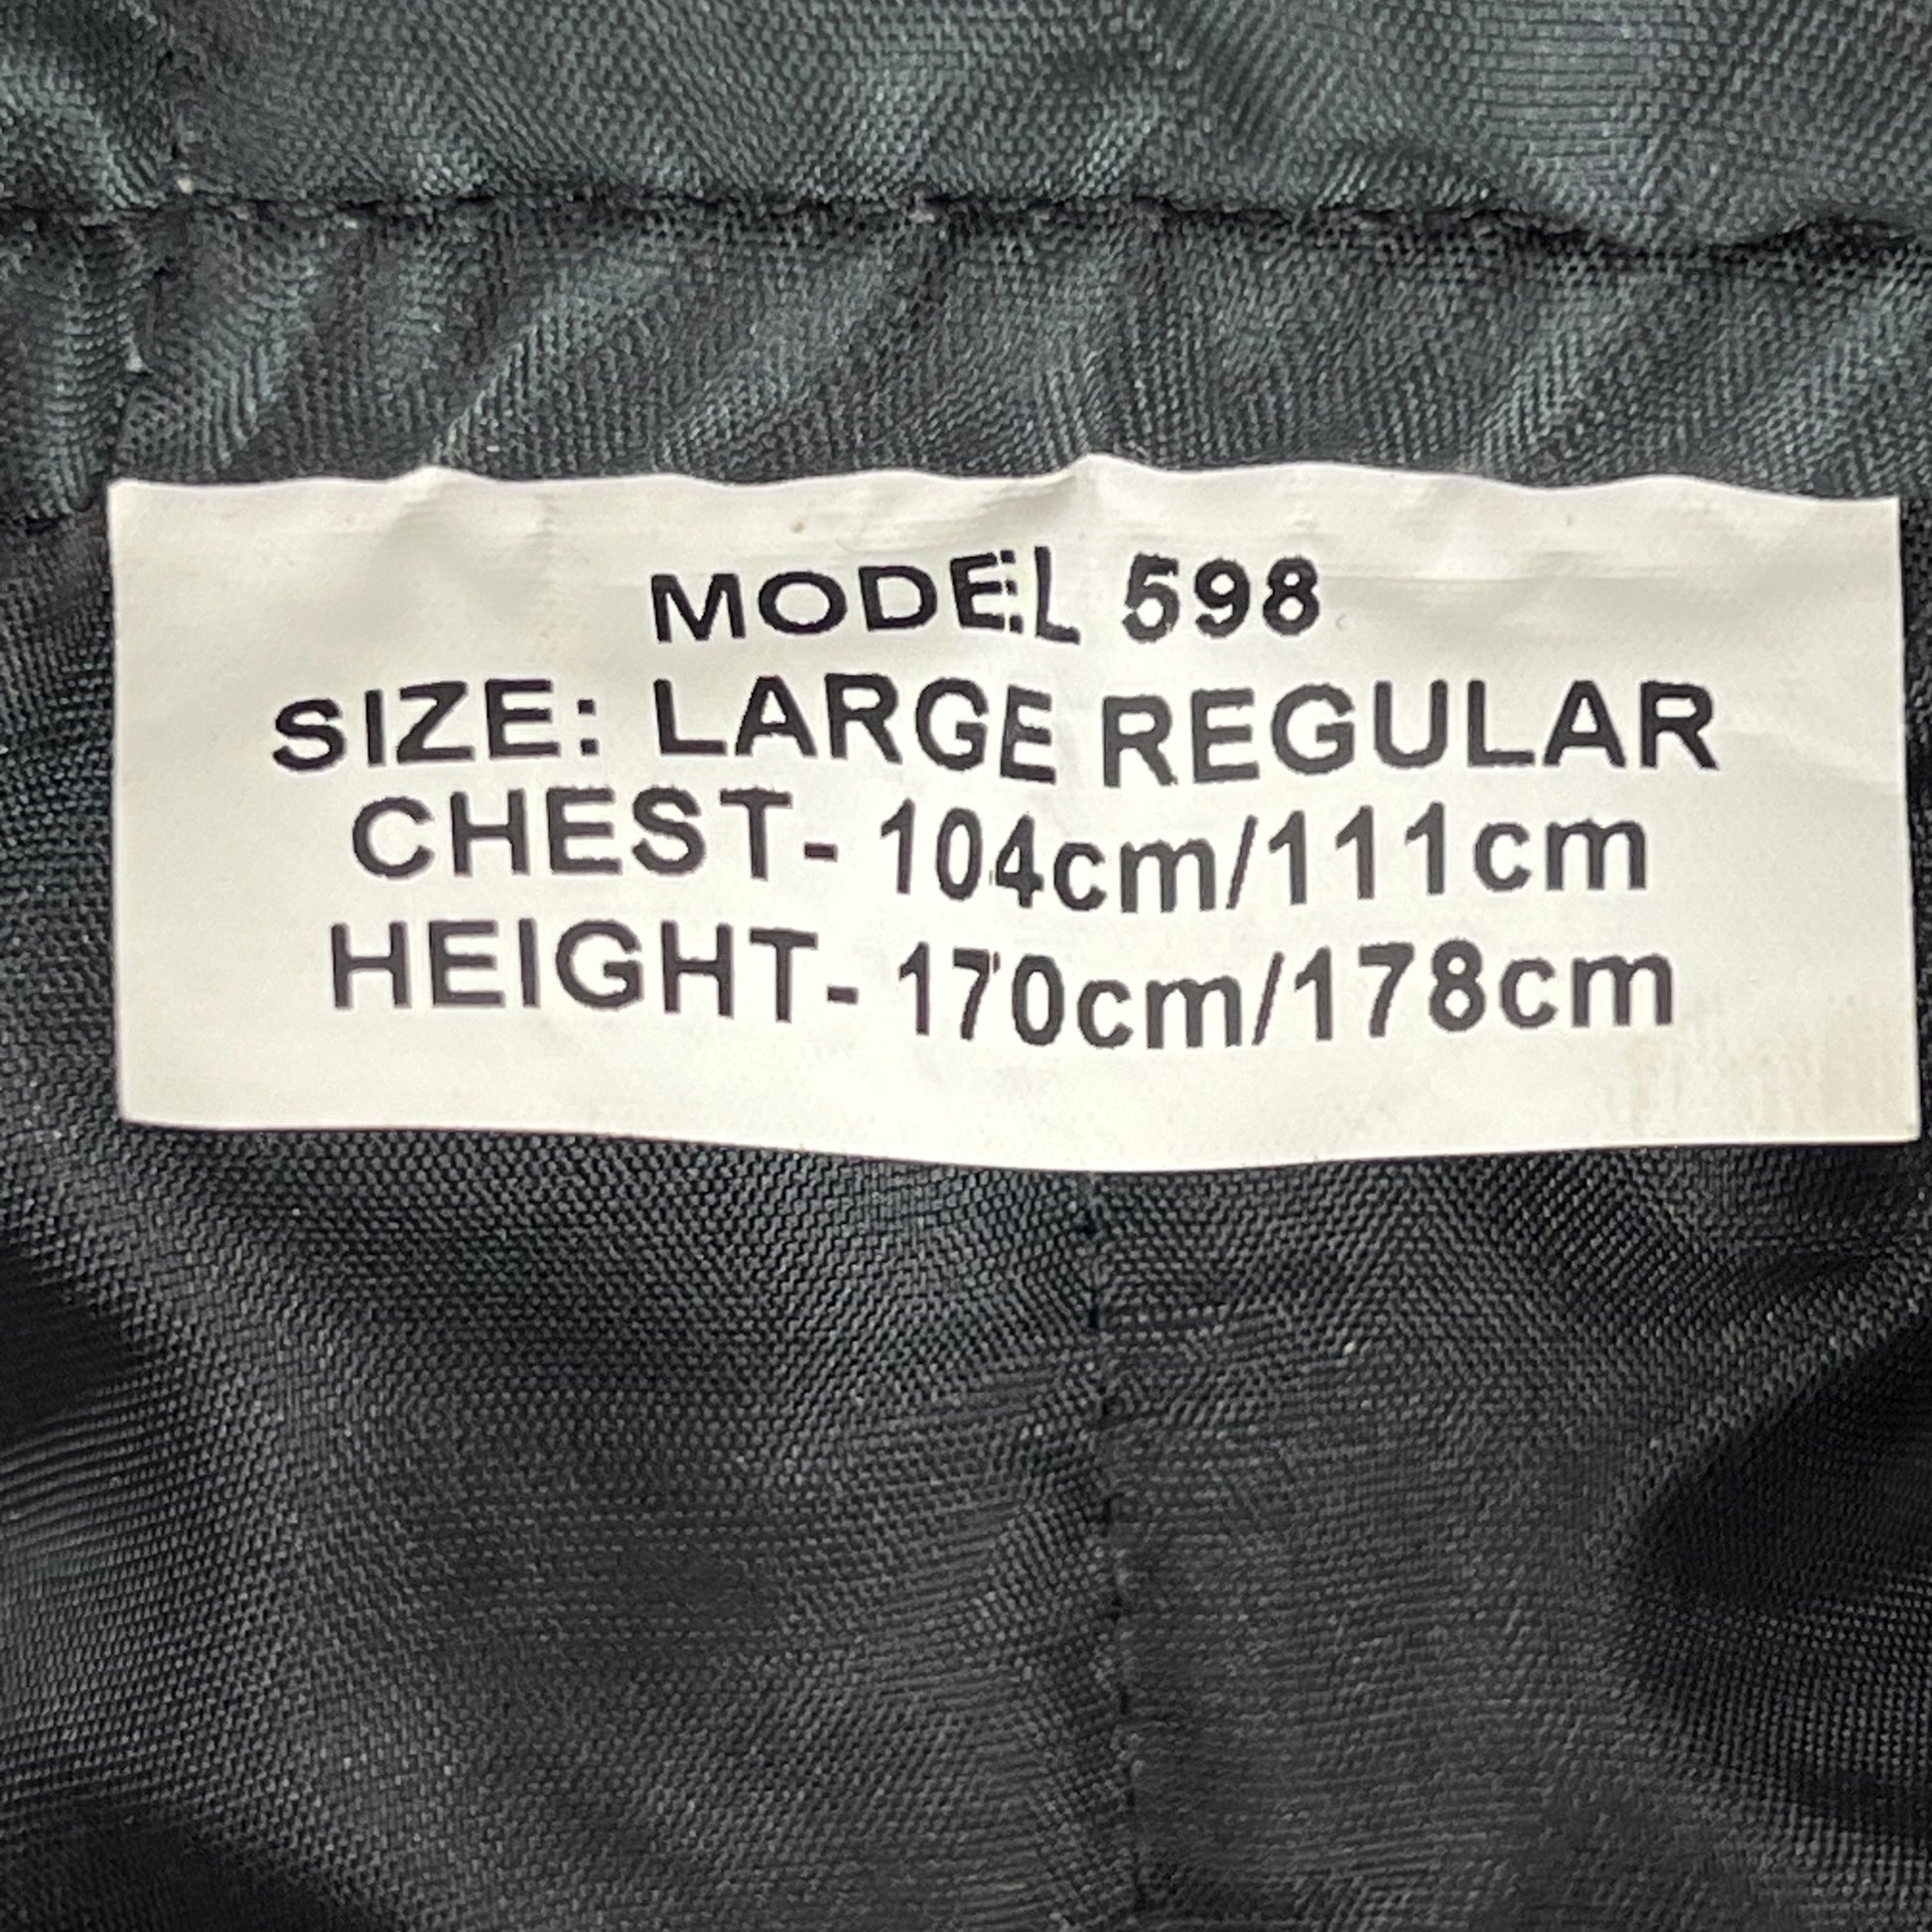 MODEL 598
SIZE: LARGE REGULAR
CHEST- 104cm/111cm
HEIGHT- 170cm/178cm